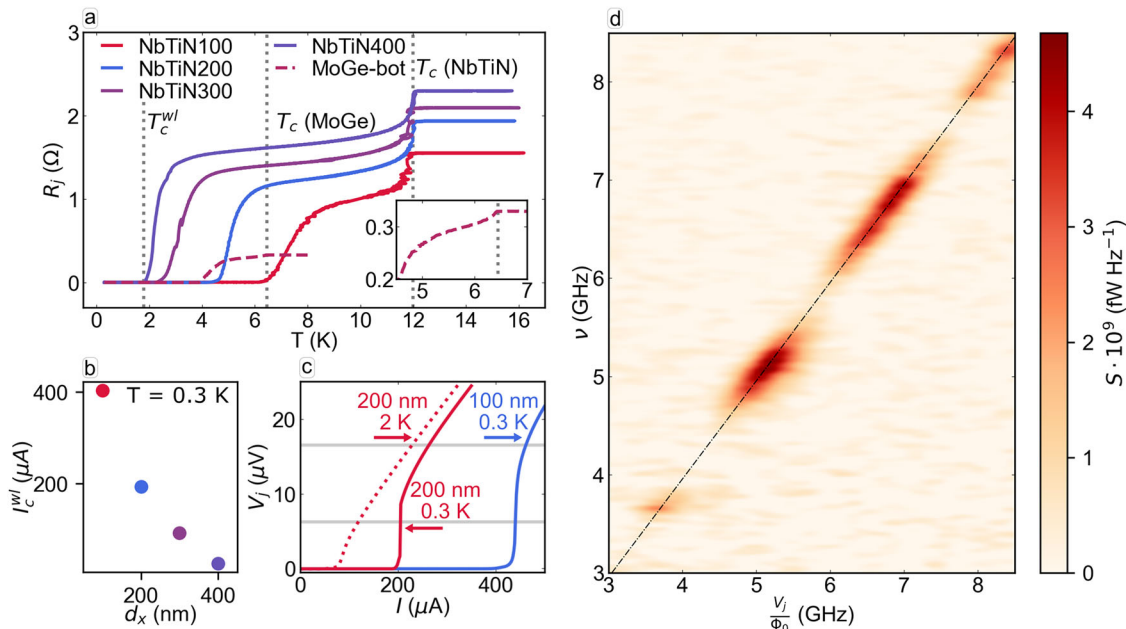 a
NbTiN100
NbTiN200
NbTiN300
NbTiN400
MoGe-bot
T_c (NbTiN)
T_c^{wl}
T_c (MoGe)
R_j (Ω)
3
2
1
0
0.3
0.2
5
6
7
0 2 4 6 8 10 12 14 16
T (K)
b
T = 0.3 K
I_c^{wl} (μA)
400
200
200 400
d_x (nm)
c
V_j (μV)
20
10
0
200 nm
2 K
100 nm
0.3 K
200 nm
0.3 K
0 200 400
I (μA)
d
ν (GHz)
8
7
6
5
4
3
3 4 5 6 7 8
V_j/Φ_0 (GHz)
4
3
2
1
0
S · 10^9 (fW Hz^{−1})